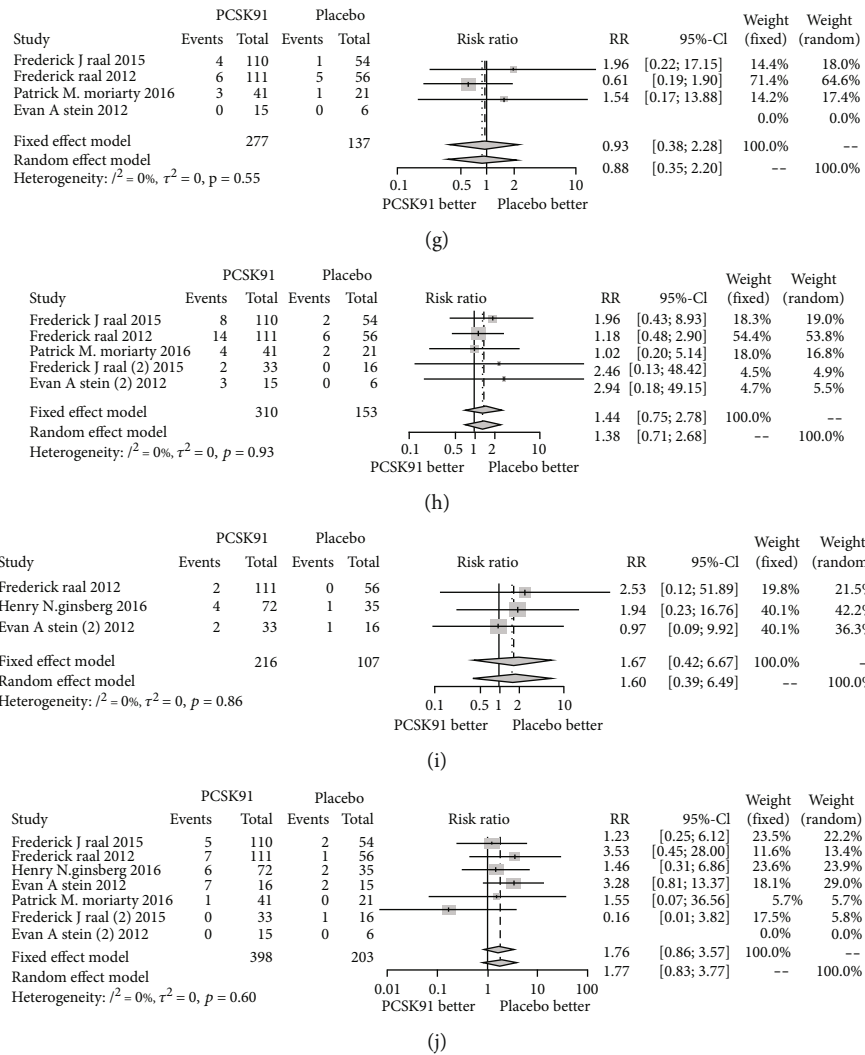 PCSK91 Placebo Weight Weight
Study Events Total Events Total Risk ratio RR 95%-Cl (fixed) (random)
Frederick J raal 2015 4 110 1 54 1.96 [0.22; 17.15] 14.4% 18.0%
Frederick raal 2012 6 111 5 56 0.61 [0.19; 1.90] 71.4% 64.6%
Patrick M. moriarty 2016 3 41 1 21 1.54 [0.17; 13.88] 14.2% 17.4%
Evan A stein 2012 0 15 0 6 0.0% 0.0%
Fixed effect model 277 137 0.93 [0.38; 2.28] 100.0% --
Random effect model 0.88 [0.35; 2.20] -- 100.0%
Heterogeneity: I² = 0%, τ² = 0, p = 0.55
0.1 0.5 1 2 10
PCSK91 better Placebo better
(g)
PCSK91 Placebo Weight Weight
Study Events Total Events Total Risk ratio RR 95%-Cl (fixed) (random)
Frederick J raal 2015 8 110 2 54 1.96 [0.43; 8.93] 18.3% 19.0%
Frederick raal 2012 14 111 6 56 1.18 [0.48; 2.90] 54.4% 53.8%
Patrick M. moriarty 2016 4 41 2 21 1.02 [0.20; 5.14] 18.0% 16.8%
Frederick J raal (2) 2015 2 33 0 16 2.46 [0.13; 48.42] 4.5% 4.9%
Evan A stein (2) 2012 3 15 0 6 2.94 [0.18; 49.15] 4.7% 5.5%
Fixed effect model 310 153 1.44 [0.75; 2.78] 100.0% --
Random effect model 1.38 [0.71; 2.68] -- 100.0%
Heterogeneity: I² = 0%, τ² = 0, p = 0.93
0.1 0.5 1 2 10
PCSK91 better Placebo better
(h)
PCSK91 Placebo Weight Weight
Study Events Total Events Total Risk ratio RR 95%-Cl (fixed) (random)
Frederick raal 2012 2 111 0 56 2.53 [0.12; 51.89] 19.8% 21.5%
Henry N.ginsberg 2016 4 72 1 35 1.94 [0.23; 16.76] 40.1% 42.2%
Evan A stein (2) 2012 2 33 1 16 0.97 [0.09; 9.92] 40.1% 36.3%
Fixed effect model 216 107 1.67 [0.42; 6.67] 100.0% --
Random effect model 1.60 [0.39; 6.49] -- 100.0%
Heterogeneity: I² = 0%, τ² = 0, p = 0.86
0.1 0.5 1 2 10
PCSK91 better Placebo better
(i)
PCSK91 Placebo Weight Weight
Study Events Total Events Total Risk ratio RR 95%-Cl (fixed) (random)
Frederick J raal 2015 5 110 2 54 1.23 [0.25; 6.12] 23.5% 22.2%
Frederick raal 2012 7 111 1 56 3.53 [0.45; 28.00] 11.6% 13.4%
Henry N.ginsberg 2016 6 72 2 35 1.46 [0.31; 6.86] 23.6% 23.9%
Evan A stein 2012 7 16 2 15 3.28 [0.81; 13.37] 18.1% 29.0%
Patrick M. moriarty 2016 1 41 0 21 1.55 [0.07; 36.56] 5.7% 5.7%
Frederick J raal (2) 2015 0 33 1 16 0.16 [0.01; 3.82] 17.5% 5.8%
Evan A stein (2) 2012 0 15 0 6 0.0% 0.0%
Fixed effect model 398 203 1.76 [0.86; 3.57] 100.0% --
Random effect model 1.77 [0.83; 3.77] -- 100.0%
Heterogeneity: I² = 0%, τ² = 0, p = 0.60
0.01 0.1 1 10 100
PCSK91 better Placebo better
(j)